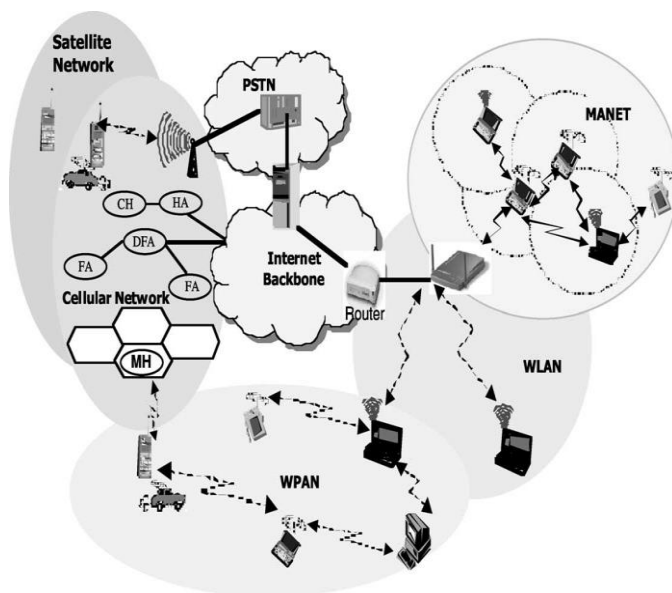 Satellite
Network
PSTN
MANET
CH
HA
DFA
FA
FA
Internet
Backbone
Router
Cellular Network
MH
WLAN
WPAN